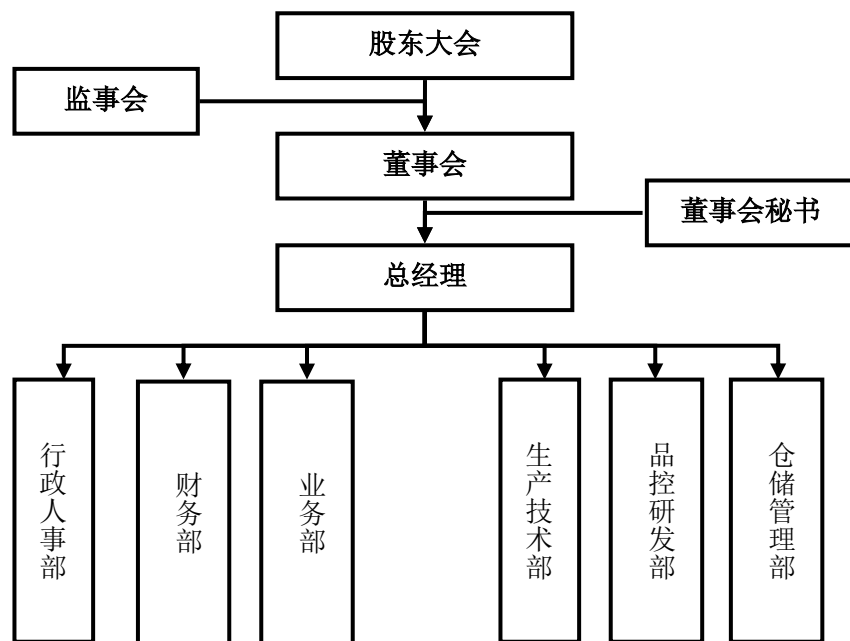 股东大会
监事会
董事会
董事会秘书
总经理
行政人事部
财务部
业务部
生产技术部
品控研发部
仓储管理部